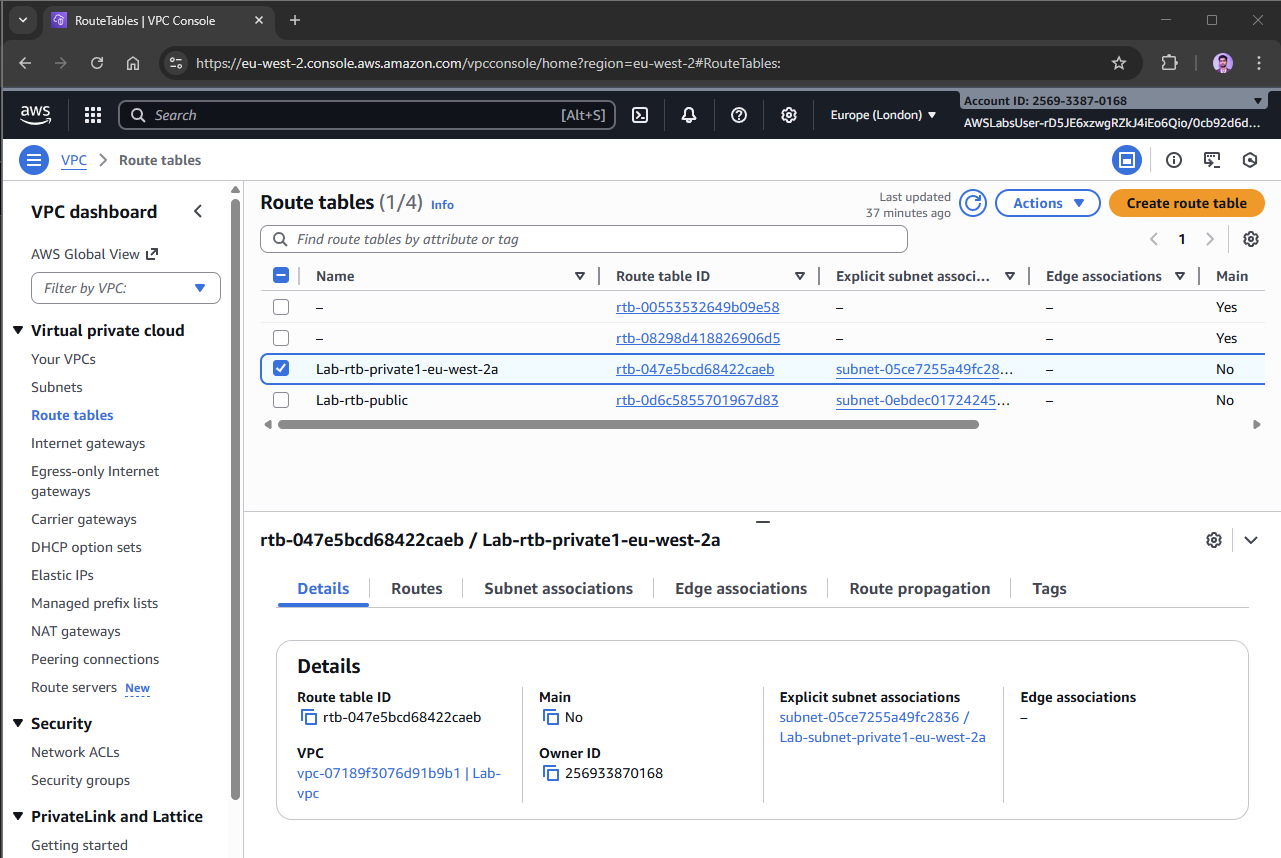 RouteTables | VPC Console
https://eu-west-2.console.aws.amazon.com/vpcconsole/home?region=eu-west-2#RouteTables:
aws
Search [Alt+S]
Europe (London)
Account ID: 2569-3387-0168
AWSLabsUser-rD5JE6xzwgRZkJ4iEo6Qio/0cb92d6d...
VPC > Route tables
VPC dashboard
AWS Global View
Filter by VPC:
Virtual private cloud
Your VPCs
Subnets
Route tables
Internet gateways
Egress-only Internet
gateways
Carrier gateways
DHCP option sets
Elastic IPs
Managed prefix lists
NAT gateways
Peering connections
Route servers New
Security
Network ACLs
Security groups
PrivateLink and Lattice
Getting started
Route tables (1/4) Info
Last updated
37 minutes ago
Actions
Create route table
Find route tables by attribute or tag
1
Name Route table ID Explicit subnet associ... Edge associations Main
– rtb-00553532649b09e58 – – Yes
– rtb-08298d418826906d5 – – Yes
Lab-rtb-private1-eu-west-2a rtb-047e5bcd68422caeb subnet-05ce7255a49fc28... – No
Lab-rtb-public rtb-0d6c5855701967d83 subnet-0ebdec01724245... – No
rtb-047e5bcd68422caeb / Lab-rtb-private1-eu-west-2a
Details Routes Subnet associations Edge associations Route propagation Tags
Details
Route table ID
rtb-047e5bcd68422caeb
VPC
vpc-07189f3076d91b9b1 | Lab-
vpc
Main
No
Owner ID
256933870168
Explicit subnet associations
subnet-05ce7255a49fc2836 /
Lab-subnet-private1-eu-west-2a
Edge associations
–